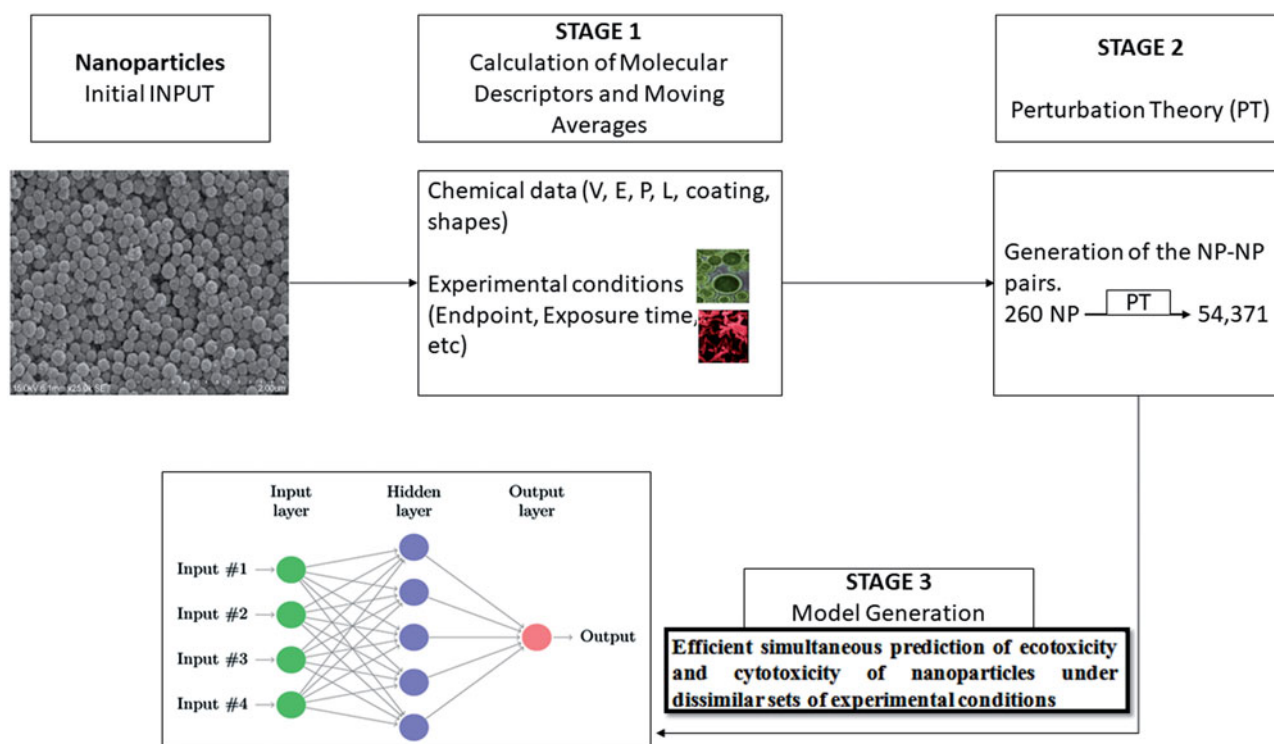 Nanoparticles
Initial INPUT
STAGE 1
Calculation of Molecular
Descriptors and Moving
Averages
STAGE 2
Perturbation Theory (PT)
2.00um
Chemical data (V, E, P, L, coating,
shapes)
Experimental conditions
(Endpoint, Exposure time,
etc)
Generation of the NP-NP
pairs.
260 NP PT 54,371
Input
layer
Hidden
layer
Output
layer
Input #1
Input #2
Input #3
Input #4
Output
STAGE 3
Model Generation
Efficient simultaneous prediction of ecotoxicity
and cytotoxicity of nanoparticles under
dissimilar sets of experimental conditions